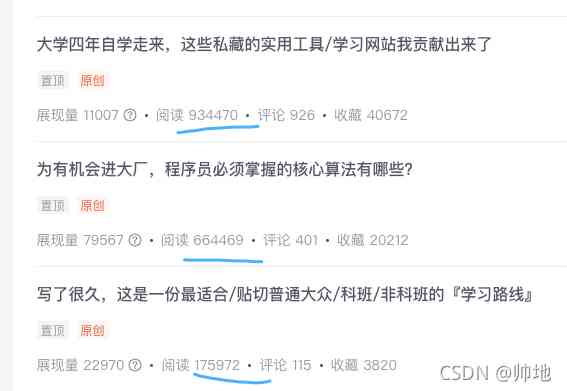 大学四年自学走来，这些私藏的实用工具/学习网站我贡献出来了
置顶 原创
展现量 11007 ? • 阅读 934470 • 评论 926 • 收藏 40672
为有机会进大厂，程序员必须掌握的核心算法有哪些?
置顶 原创
展现量 79567 ? • 阅读 664469 • 评论 401 • 收藏 20212
写了很久，这是一份最适合/贴切普通大众/科班/非科班的『学习路线』
置顶 原创
展现量 22970 ? • 阅读 175972 • 评论 115 • 收藏 3820
CSDN @帅地